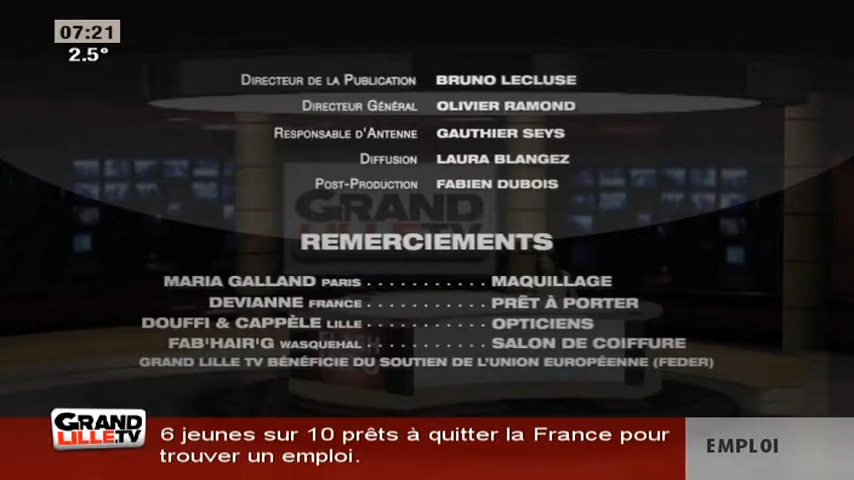 07:21
2.5°
DIRECTEUR DE LA PUBLICATION BRUNO LECLUSE
DIRECTEUR GÉNÉRAL OLIVIER RAMOND
RESPONSABLE D'ANTENNE GAUTHIER SEYS
DIFFUSION LAURA BLANGEZ
POST-PRODUCTION FABIEN DUBOIS
GRAND
LILLE.TV
REMERCIEMENTS
MARIA GALLAND PARIS . . . . . . . . . . . MAQUILLAGE
DEVIANNE FRANCE . . . . . . . . . . . PRÊT À PORTER
DOUFFI & CAPPÈLE LILLE . . . . . . . . . . . OPTICIENS
FAB'HAIR'G WASQUEHAL . . . . . . . . . . . SALON DE COIFFURE
GRAND LILLE TV BÉNÉFICIE DU SOUTIEN DE L'UNION EUROPÉENNE (FEDER)
GRAND
LILLE.TV
6 jeunes sur 10 prêts à quitter la France pour
trouver un emploi.
EMPLOI